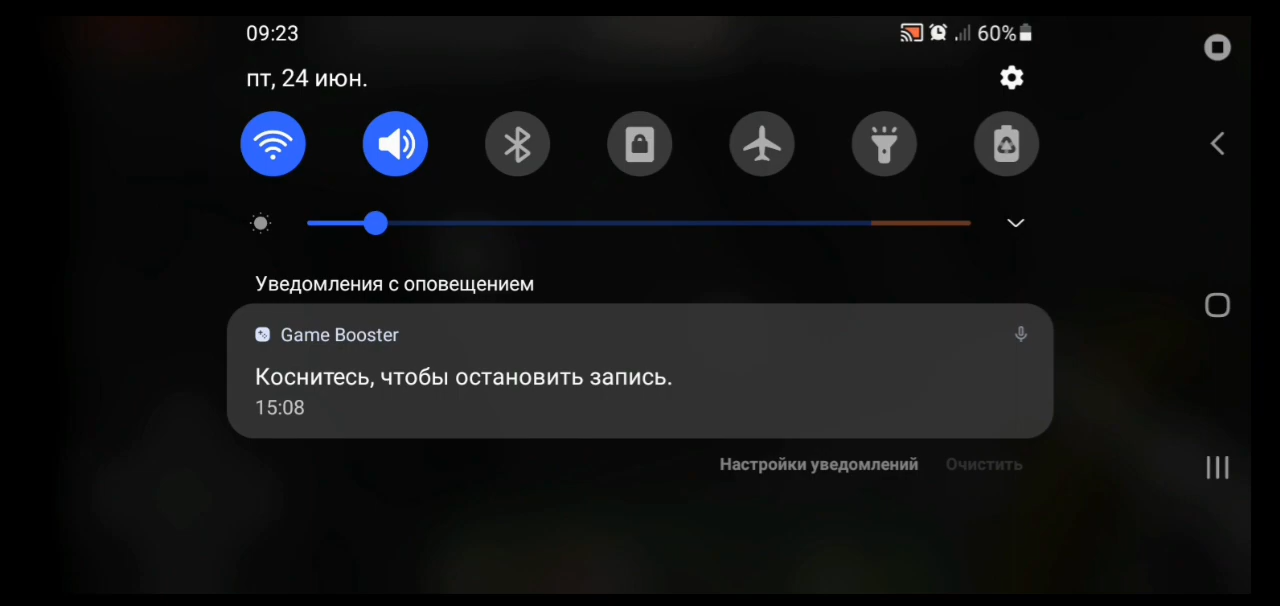 09:23
60%
пт, 24 июн.
Уведомления с оповещением
Game Booster
Коснитесь, чтобы остановить запись.
15:08
Настройки уведомлений Очистить